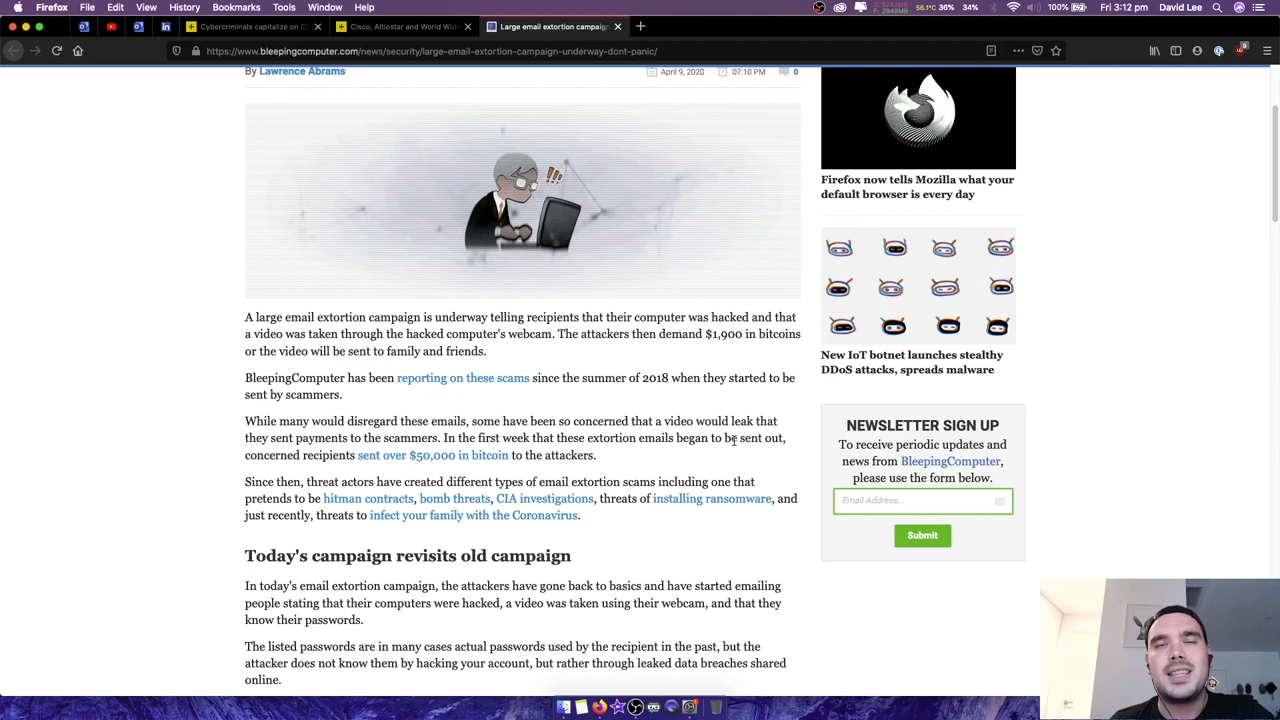 Firefox File Edit View History Bookmarks Tools Window Help
56.1°C 36% 3%
Cybercriminals capitalize on C
Cisco, Altiostar and World Wid
Large email extortion campaign
https://www.bleepingcomputer.com/news/security/large-email-extortion-campaign-underway-dont-panic/
By Lawrence Abrams
April 9, 2020 07:10 PM 0
A large email extortion campaign is underway telling recipients that their computer was hacked and that
a video was taken through the hacked computer's webcam. The attackers then demand $1,900 in bitcoins
or the video will be sent to family and friends.
BleepingComputer has been reporting on these scams since the summer of 2018 when they started to be
sent by scammers.
While many would disregard these emails, some have been so concerned that a video would leak that
they sent payments to the scammers. In the first week that these extortion emails began to be sent out,
concerned recipients sent over $50,000 in bitcoin to the attackers.
Since then, threat actors have created different types of email extortion scams including one that
pretends to be hitman contracts, bomb threats, CIA investigations, threats of installing ransomware, and
just recently, threats to infect your family with the Coronavirus.
Today's campaign revisits old campaign
In today's email extortion campaign, the attackers have gone back to basics and have started emailing
people stating that their computers were hacked, a video was taken using their webcam, and that they
know their passwords.
The listed passwords are in many cases actual passwords used by the recipient in the past, but the
attacker does not know them by hacking your account, but rather through leaked data breaches shared
online.
Firefox now tells Mozilla what your
default browser is every day
New IoT botnet launches stealthy
DDoS attacks, spreads malware
NEWSLETTER SIGN UP
To receive periodic updates and
news from BleepingComputer,
please use the form below.
Email Address...
Submit